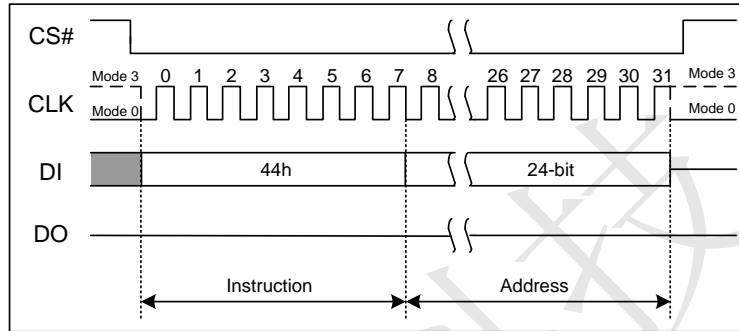 CS#
Mode 3 0 1 2 3 4 5 6 7 8 26 27 28 29 30 31 Mode 3
CLK
Mode 0 Mode 0
DI 44h 24-bit
DO
Instruction Address
技